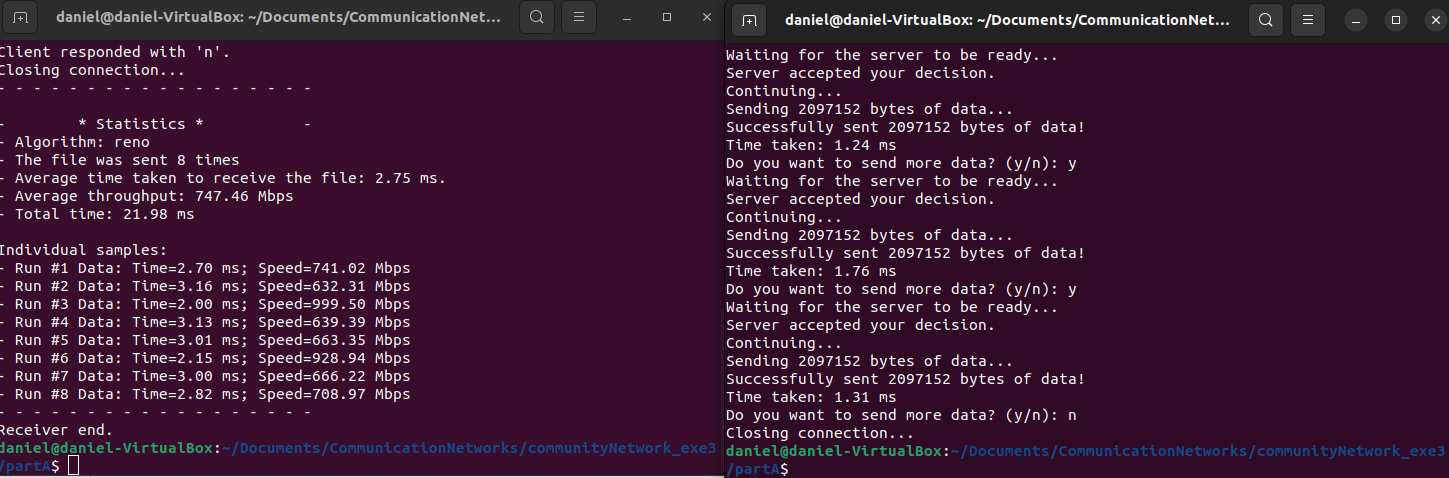 daniel@daniel-VirtualBox: ~/Documents/CommunicationNet...
Client responded with 'n'.
Closing connection...
- - - - - - - - - - - - - - - - - -
-        * Statistics *           -
- Algorithm: reno
- The file was sent 8 times
- Average time taken to receive the file: 2.75 ms.
- Average throughput: 747.46 Mbps
- Total time: 21.98 ms
Individual samples:
- Run #1 Data: Time=2.70 ms; Speed=741.02 Mbps
- Run #2 Data: Time=3.16 ms; Speed=632.31 Mbps
- Run #3 Data: Time=2.00 ms; Speed=999.50 Mbps
- Run #4 Data: Time=3.13 ms; Speed=639.39 Mbps
- Run #5 Data: Time=3.01 ms; Speed=663.35 Mbps
- Run #6 Data: Time=2.15 ms; Speed=928.94 Mbps
- Run #7 Data: Time=3.00 ms; Speed=666.22 Mbps
- Run #8 Data: Time=2.82 ms; Speed=708.97 Mbps
- - - - - - - - - - - - - - - - - -
Receiver end.
daniel@daniel-VirtualBox:~/Documents/CommunicationNetworks/communityNetwork_exe3
/partA$
daniel@daniel-VirtualBox: ~/Documents/CommunicationNet...
Waiting for the server to be ready...
Server accepted your decision.
Continuing...
Sending 2097152 bytes of data...
Successfully sent 2097152 bytes of data!
Time taken: 1.24 ms
Do you want to send more data? (y/n): y
Waiting for the server to be ready...
Server accepted your decision.
Continuing...
Sending 2097152 bytes of data...
Successfully sent 2097152 bytes of data!
Time taken: 1.76 ms
Do you want to send more data? (y/n): y
Waiting for the server to be ready...
Server accepted your decision.
Continuing...
Sending 2097152 bytes of data...
Successfully sent 2097152 bytes of data!
Time taken: 1.31 ms
Do you want to send more data? (y/n): n
Closing connection...
daniel@daniel-VirtualBox:~/Documents/CommunicationNetworks/communityNetwork_exe3
/partA$